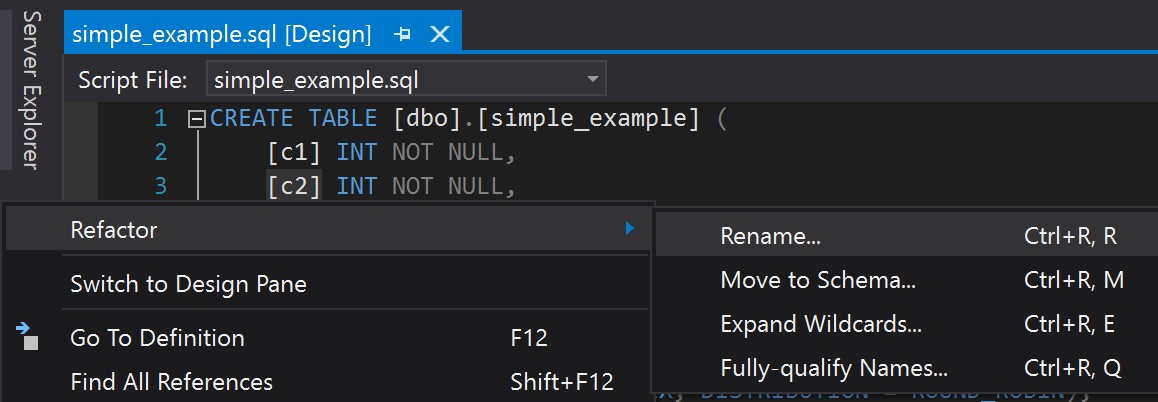 Server Explorer
simple_example.sql [Design]
Script File: simple_example.sql
1 CREATE TABLE [dbo].[simple_example] (
2 [c1] INT NOT NULL,
3 [c2] INT NOT NULL,
Refactor
Switch to Design Pane
Go To Definition F12
Find All References Shift+F12
Rename... Ctrl+R, R
Move to Schema... Ctrl+R, M
Expand Wildcards... Ctrl+R, E
Fully-qualify Names... Ctrl+R, Q
DISTRIBUTION = ROUND_ROBIN);